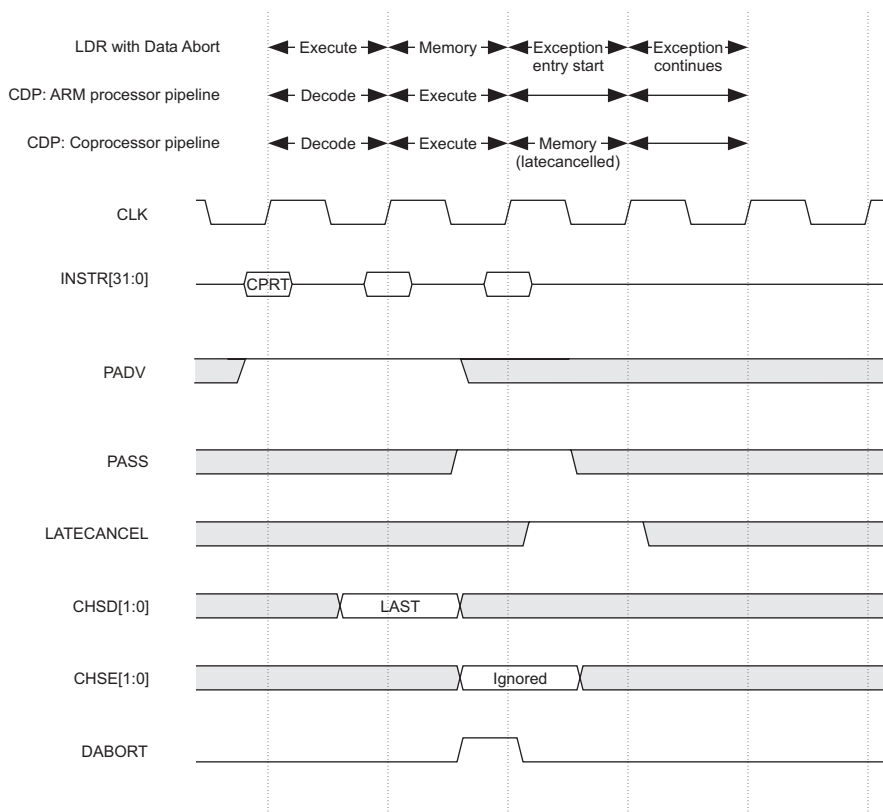 LDR with Data Abort Execute Memory Exception entry start Exception continues
CDP: ARM processor pipeline Decode Execute
CDP: Coprocessor pipeline Decode Execute Memory (latecancelled)
CLK
INSTR[31:0] CPRT
PADV
PASS
LATECANCEL
CHSD[1:0] LAST
CHSE[1:0] Ignored
DABORT